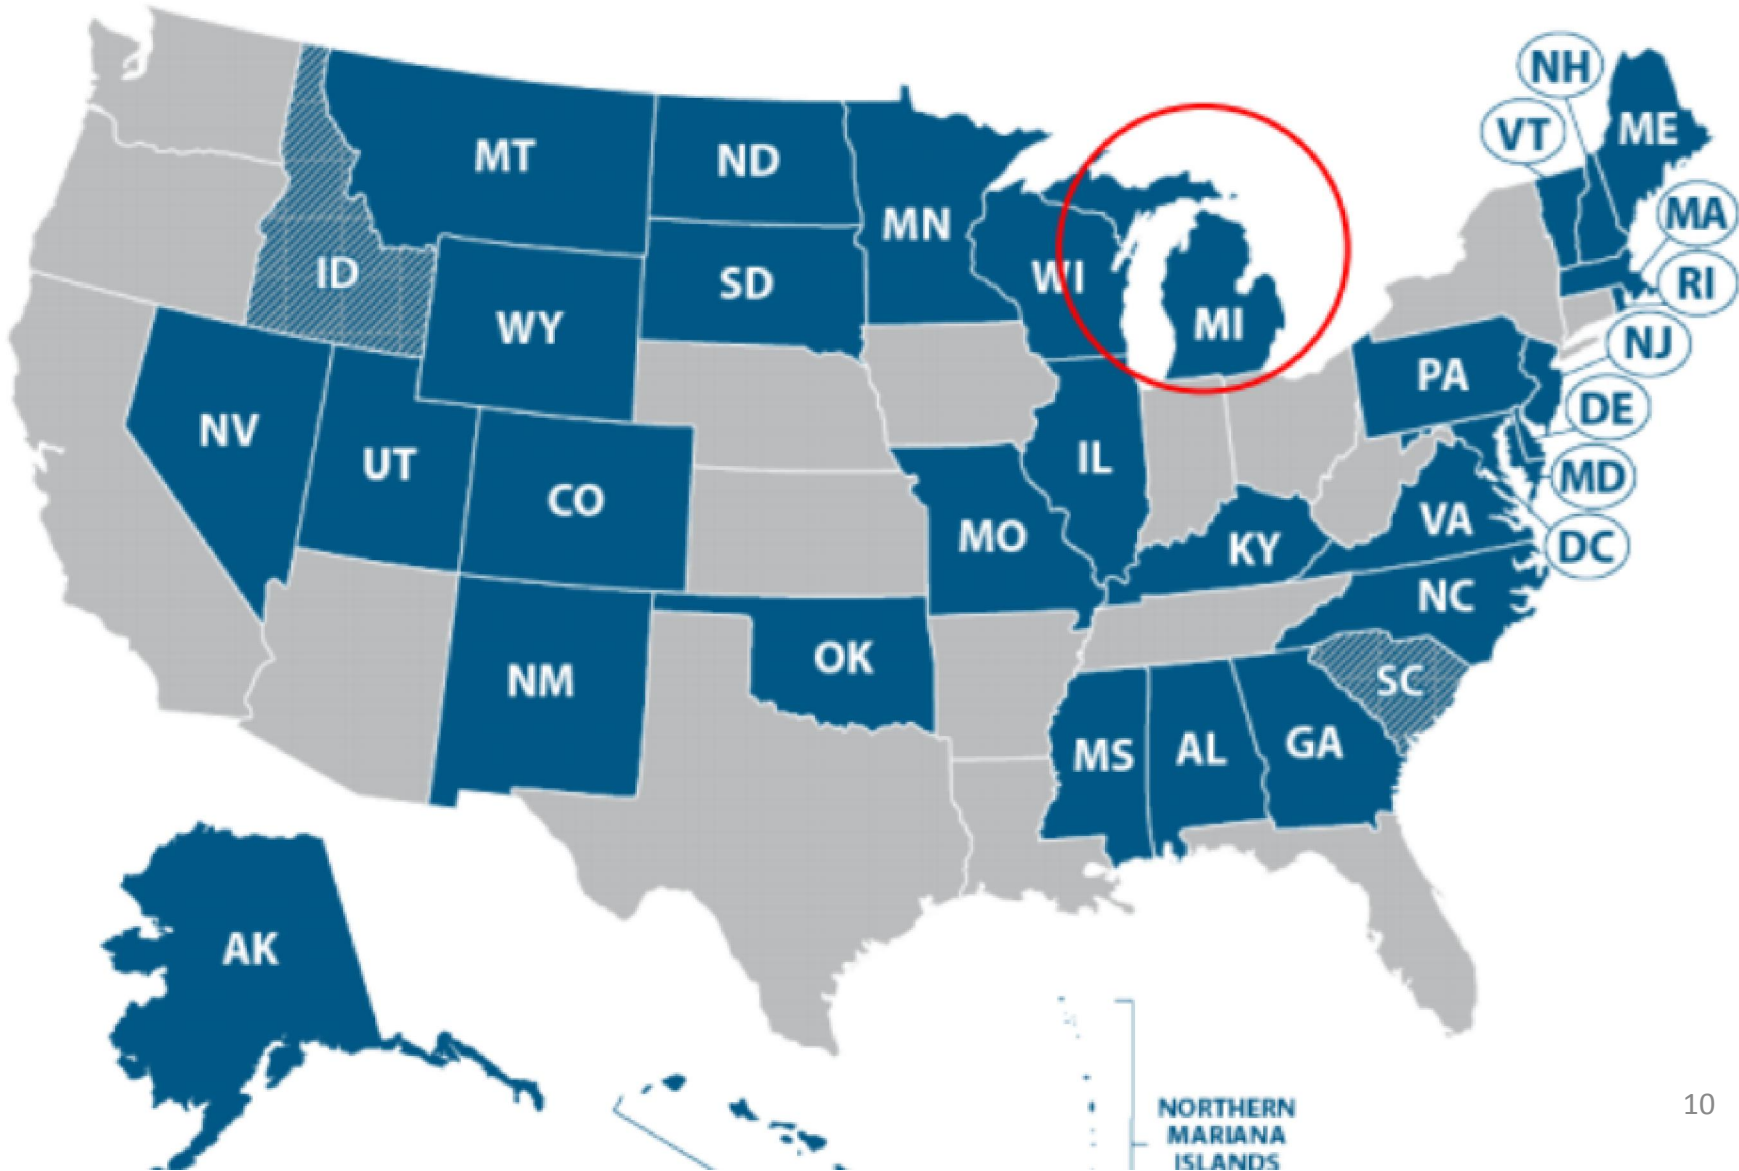 NH
VT
ME
MT
ND
MN
MA
ID
SD
WI
MI
RI
WY
NJ
PA
NV
DE
UT
IL
CO
MD
MO
VA
KY
DC
NC
OK
NM
SC
MS
AL
GA
AK
10
NORTHERN
MARIANA
ISLANDS